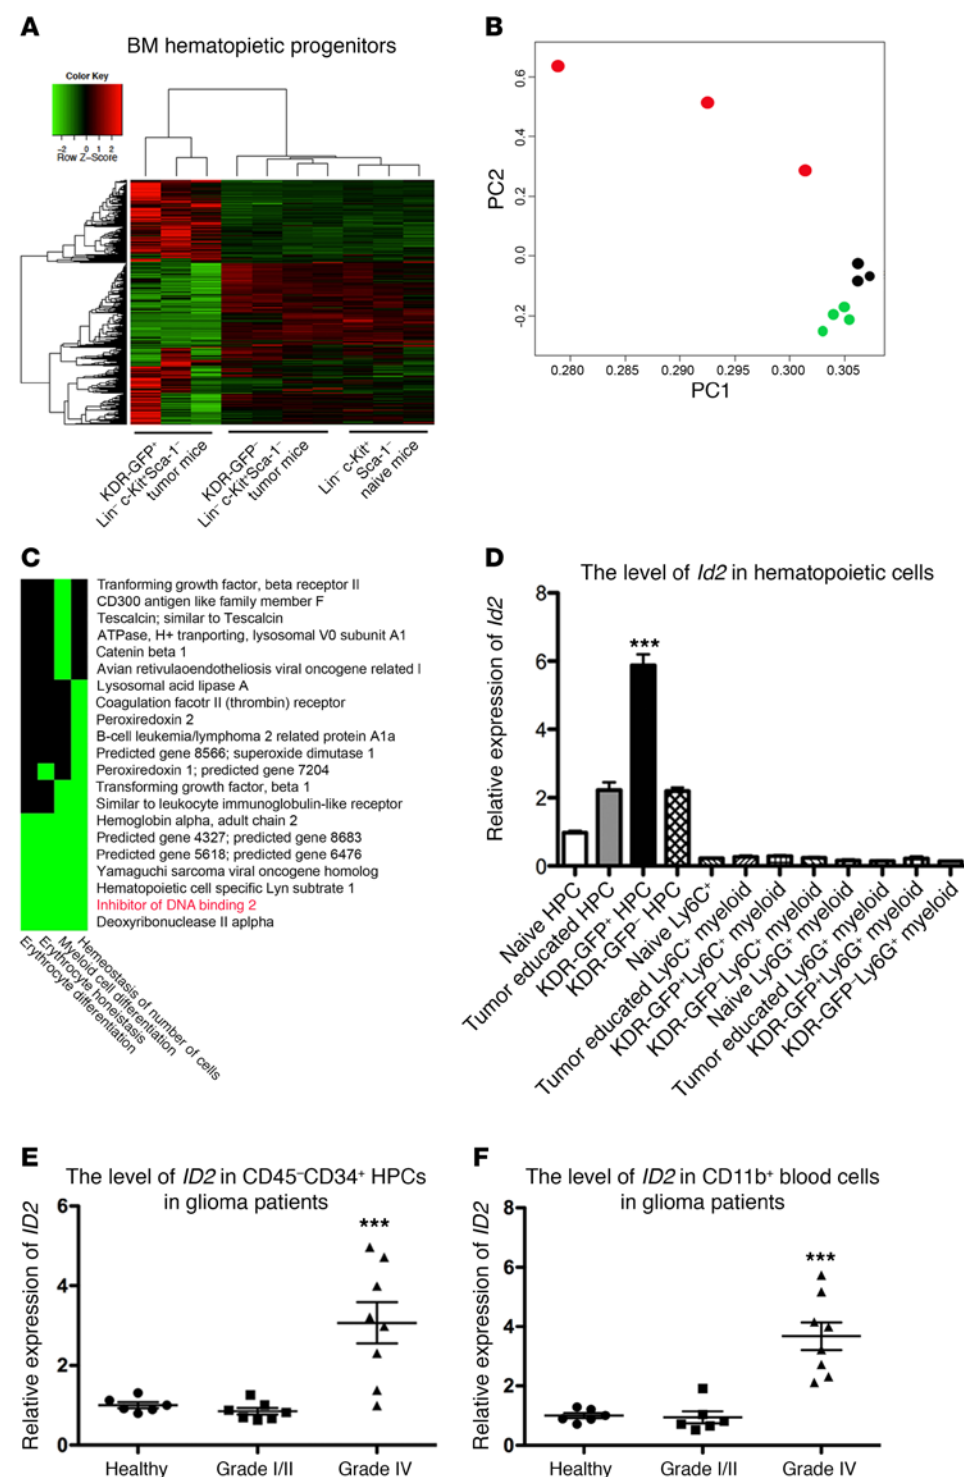 A
BM hematopietic progenitors
Color Key
-2 -1 0 1 2
Row Z-Score
KDR-GFP+
Lin– c-Kit+Sca-1–
tumor mice
KDR-GFP–
Lin– c-Kit+Sca-1–
tumor mice
Lin– c-Kit+
Sca-1–
naive mice
B
PC2
0.6
0.4
0.2
0.0
-0.2
0.280 0.285 0.290 0.295 0.300 0.305
PC1
C
Tranforming growth factor, beta receptor II
CD300 antigen like family member F
Tescalcin; similar to Tescalcin
ATPase, H+ tranporting, lysosomal V0 subunit A1
Catenin beta 1
Avian retivulaoendotheliosis viral oncogene related l
Lysosomal acid lipase A
Coagulation facotr II (thrombin) receptor
Peroxiredoxin 2
B-cell leukemia/lymphoma 2 related protein A1a
Predicted gene 8566; superoxide dimutase 1
Peroxiredoxin 1; predicted gene 7204
Transforming growth factor, beta 1
Similar to leukocyte immunoglobulin-like receptor
Hemoglobin alpha, adult chain 2
Predicted gene 4327; predicted gene 8683
Predicted gene 5618; predicted gene 6476
Yamaguchi sarcoma viral oncogene homolog
Hematopoietic cell specific Lyn subtrate 1
Inhibitor of DNA binding 2
Deoxyribonuclease II aplpha
Erythrocyte differentiation
Erythrocyte honeistasis
Myeloid cell differentiation
Hemeostasis of number of cells
D
The level of Id2 in hematopoietic cells
Relative expression of Id2
8
6
4
2
0
***
Naive HPC
Tumor educated HPC
KDR-GFP+ HPC
KDR-GFP– HPC
Naive Ly6C+
Tumor educated Ly6C+ myeloid
KDR-GFP+Ly6C+ myeloid
KDR-GFP–Ly6C+ myeloid
Naive Ly6G+ myeloid
Tumor educated Ly6G+ myeloid
KDR-GFP+Ly6G+ myeloid
KDR-GFP–Ly6G+ myeloid
E
The level of ID2 in CD45–CD34+ HPCs
in glioma patients
Relative expression of ID2
6
4
2
0
***
Healthy Grade I/II Grade IV
F
The level of ID2 in CD11b+ blood cells
in glioma patients
Relative expression of ID2
8
6
4
2
0
***
Healthy Grade I/II Grade IV